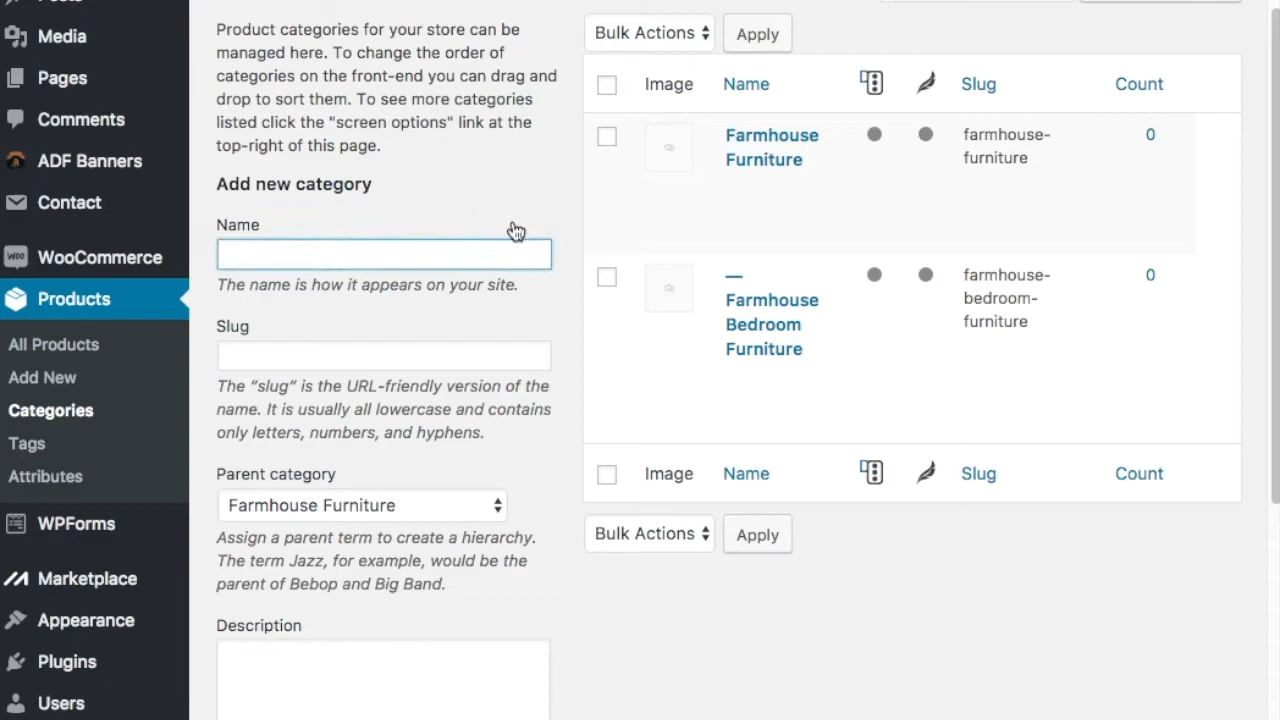 Posts
Media
Pages
Comments
ADF Banners
Contact
WOO WooCommerce
Products
All Products
Add New
Categories
Tags
Attributes
WPForms
Marketplace
Appearance
Plugins
Users
Product categories for your store can be
managed here. To change the order of
categories on the front-end you can drag and
drop to sort them. To see more categories
listed click the "screen options" link at the
top-right of this page.
Add new category
Name
The name is how it appears on your site.
Slug
The “slug” is the URL-friendly version of the
name. It is usually all lowercase and contains
only letters, numbers, and hyphens.
Parent category
Farmhouse Furniture
Assign a parent term to create a hierarchy.
The term Jazz, for example, would be the
parent of Bebop and Big Band.
Description
Bulk Actions Apply
Image Name Slug Count
Farmhouse farmhouse- 0
Furniture furniture
— farmhouse- 0
Farmhouse bedroom-
Bedroom furniture
Furniture
Image Name Slug Count
Bulk Actions Apply